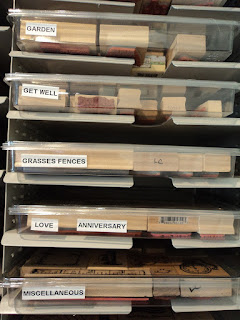 GARDEN
GET WELL
GRASSES FENCES
LOVE ANNIVERSARY
MISCELLANEOUS